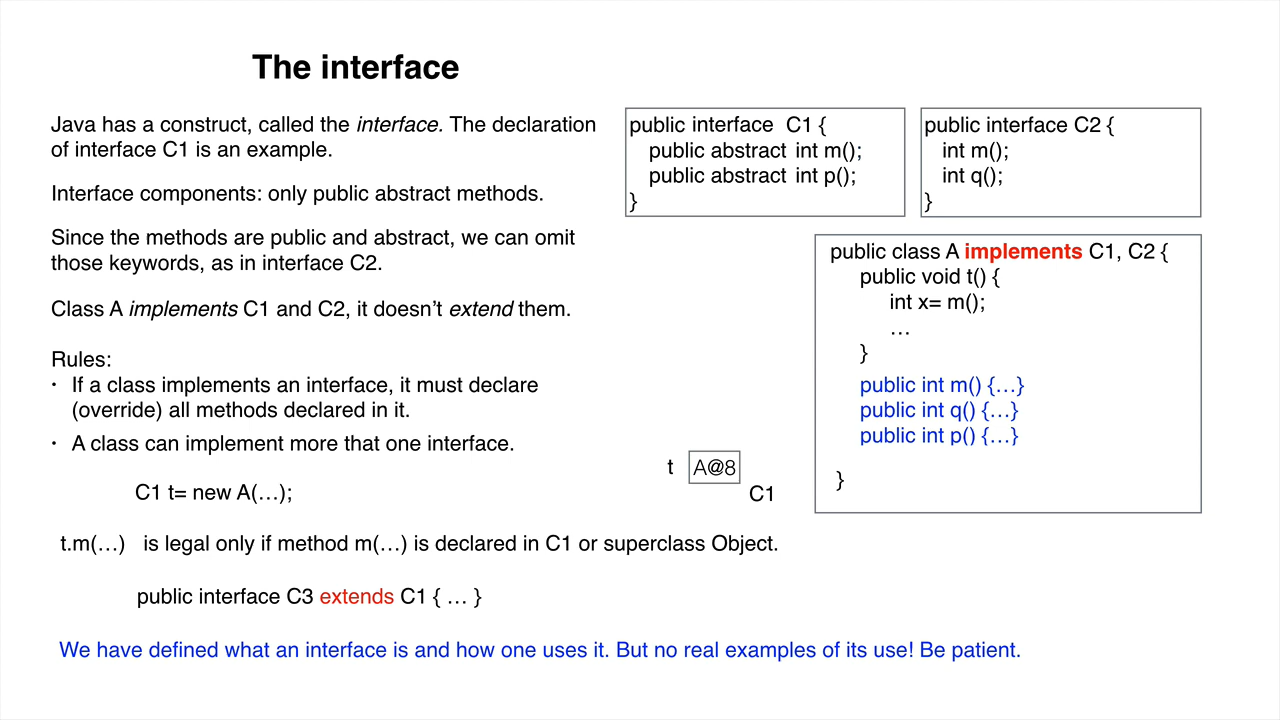 The interface
Java has a construct, called the interface. The declaration
of interface C1 is an example.
Interface components: only public abstract methods.
Since the methods are public and abstract, we can omit
those keywords, as in interface C2.
Class A implements C1 and C2, it doesn't extend them.
Rules:
• If a class implements an interface, it must declare
(override) all methods declared in it.
• A class can implement more that one interface.
C1 t= new A(…);
t.m(…) is legal only if method m(…) is declared in C1 or superclass Object.
public interface C3 extends C1 { … }
We have defined what an interface is and how one uses it. But no real examples of its use! Be patient.
public interface C1 {
public abstract int m();
public abstract int p();
}
public interface C2 {
int m();
int q();
}
public class A implements C1, C2 {
public void t() {
int x= m();
…
}
public int m() {…}
public int q() {…}
public int p() {…}
}
t A@8
C1